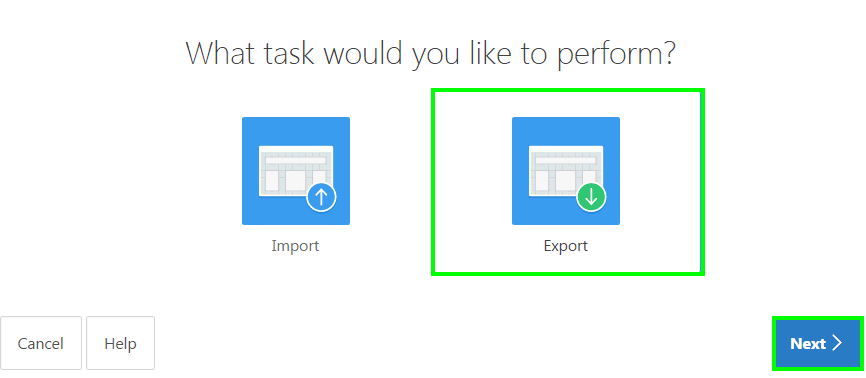 What task would you like to perform?
Import Export
Cancel Help Next